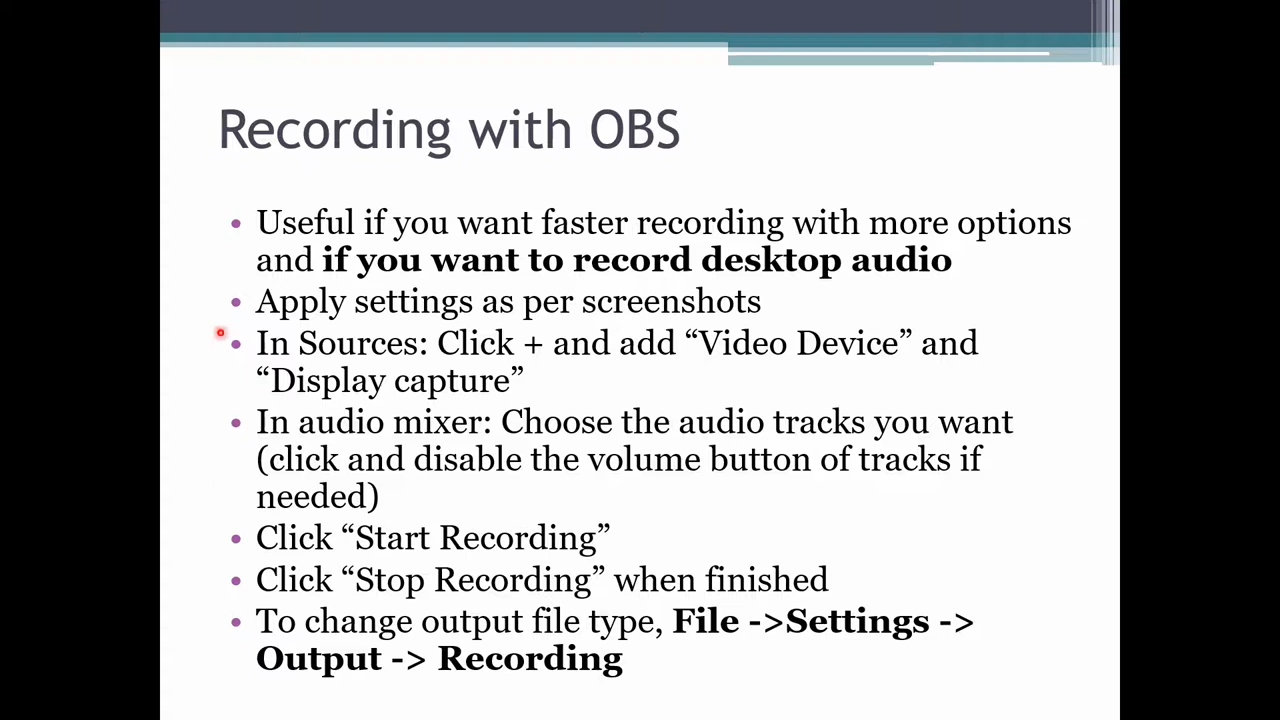 Recording with OBS
• Useful if you want faster recording with more options
and if you want to record desktop audio
• Apply settings as per screenshots
• In Sources: Click + and add “Video Device” and
“Display capture”
• In audio mixer: Choose the audio tracks you want
(click and disable the volume button of tracks if
needed)
• Click “Start Recording”
• Click “Stop Recording” when finished
• To change output file type, File ->Settings ->
Output -> Recording